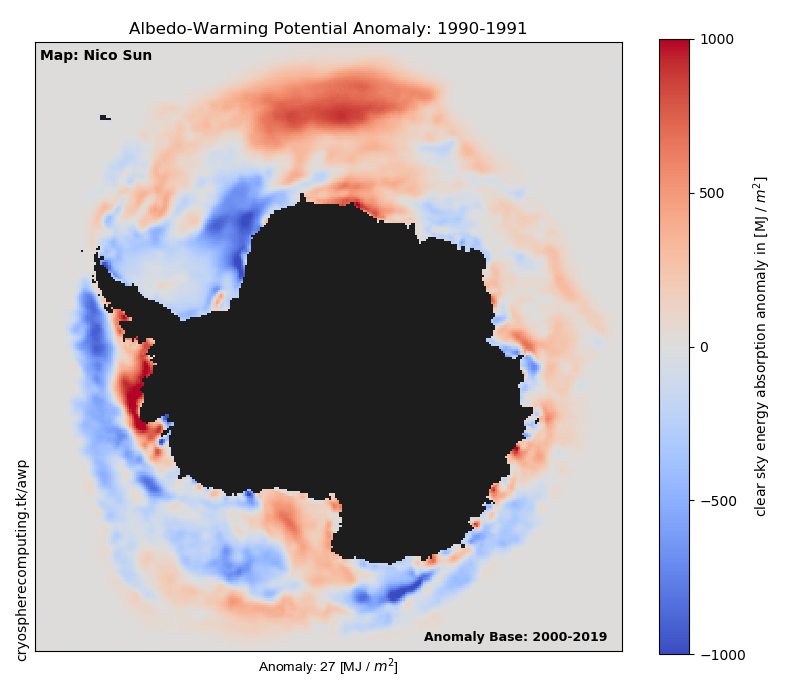 Albedo-Warming Potential Anomaly: 1990-1991
Map: Nico Sun
1000
500
0
−500
−1000
clear sky energy absorption anomaly in [MJ / m²]
cryospherecomputing.tk/awp
Anomaly Base: 2000-2019
Anomaly: 27 [MJ / m²]